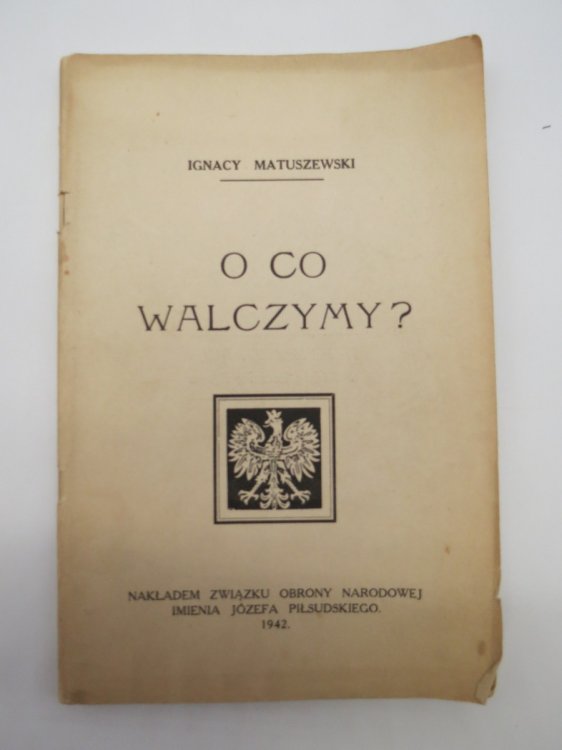 IGNACY MATUSZEWSKI
O CO
WALCZYMY?
NAKŁADEM ZWIĄZKU OBRONY NARODOWEJ
IMIENIA JÓZEFA PIŁSUDSKIEGO.
1942.